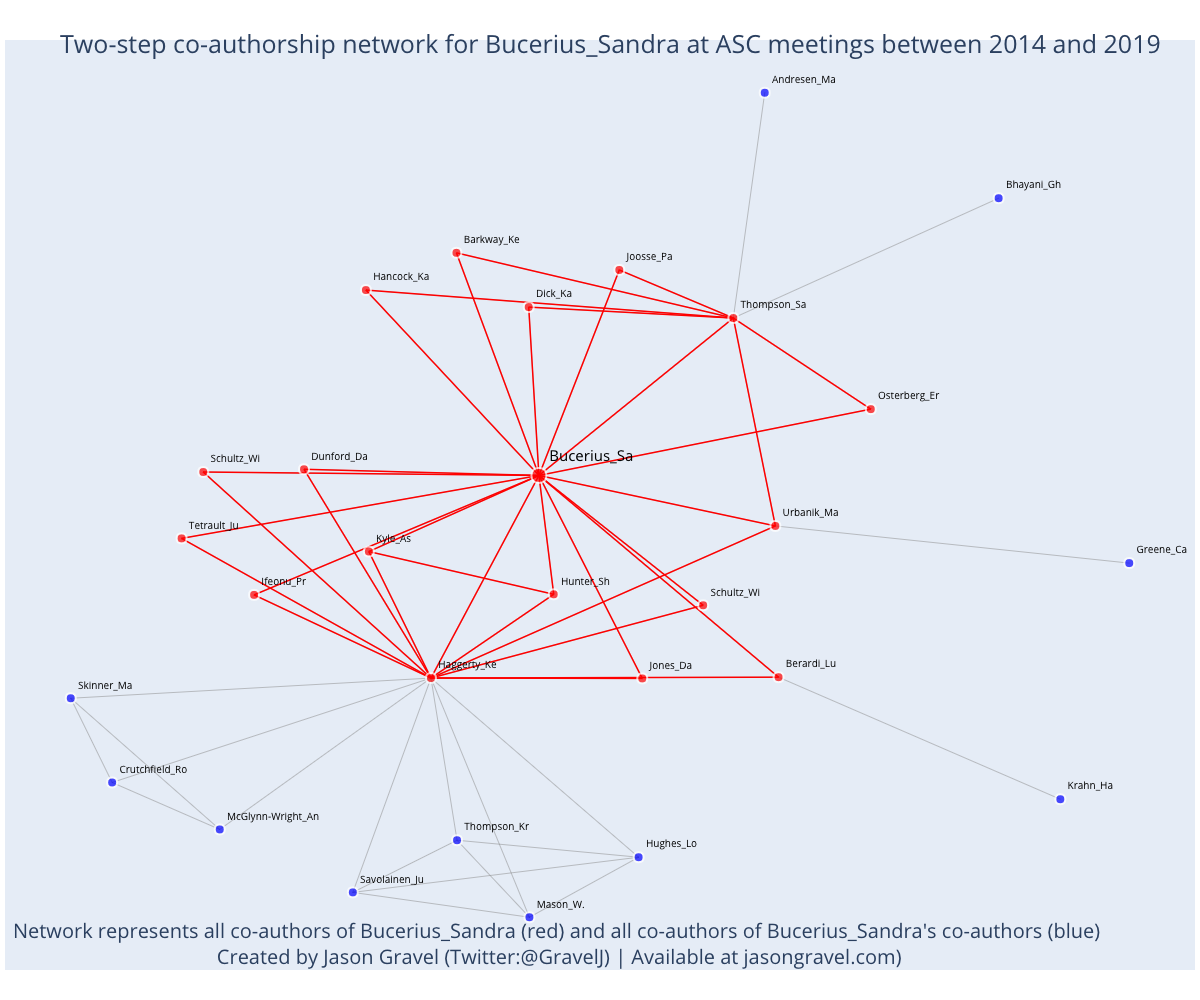 Two-step co-authorship network for Bucerius_Sandra at ASC meetings between 2014 and 2019
Andresen_Ma
Bhayani_Gh
Barkway_Ke
Joosse_Pa
Hancock_Ka
Dick_Ka
Thompson_Sa
Osterberg_Er
Bucerius_Sa
Schultz_Wi
Dunford_Da
Urbanik_Ma
Tetrault_Ju
Kyle_As
Greene_Ca
Ifeonu_Pr
Hunter_Sh
Schultz_Wi
Haggerty_Ke
Jones_Da
Berardi_Lu
Skinner_Ma
Crutchfield_Ro
Krahn_Ha
McGlynn-Wright_An
Thompson_Kr
Hughes_Lo
Savolainen_Ju
Mason_W.
Network represents all co-authors of Bucerius_Sandra (red) and all co-authors of Bucerius_Sandra's co-authors (blue)
Created by Jason Gravel (Twitter:@GravelJ) | Available at jasongravel.com)